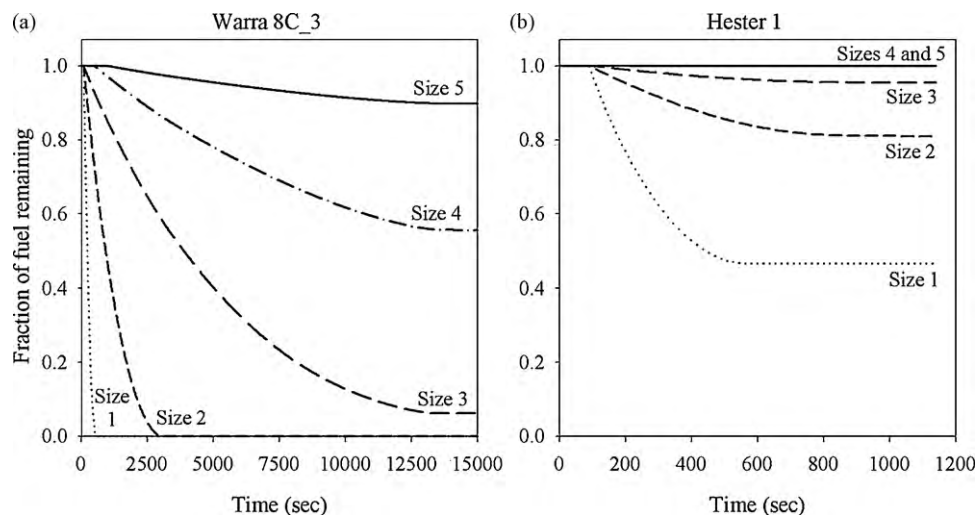 (a)
Warra 8C_3
Fraction of fuel remaining
1.0
0.8
0.6
0.4
0.2
0.0
Size 5
Size 4
Size 3
Size
1
Size 2
0 2500 5000 7500 10000 12500 15000
Time (sec)
(b)
Hester 1
1.0
0.8
0.6
0.4
0.2
0.0
Sizes 4 and 5
Size 3
Size 2
Size 1
0 200 400 600 800 1000 1200
Time (sec)